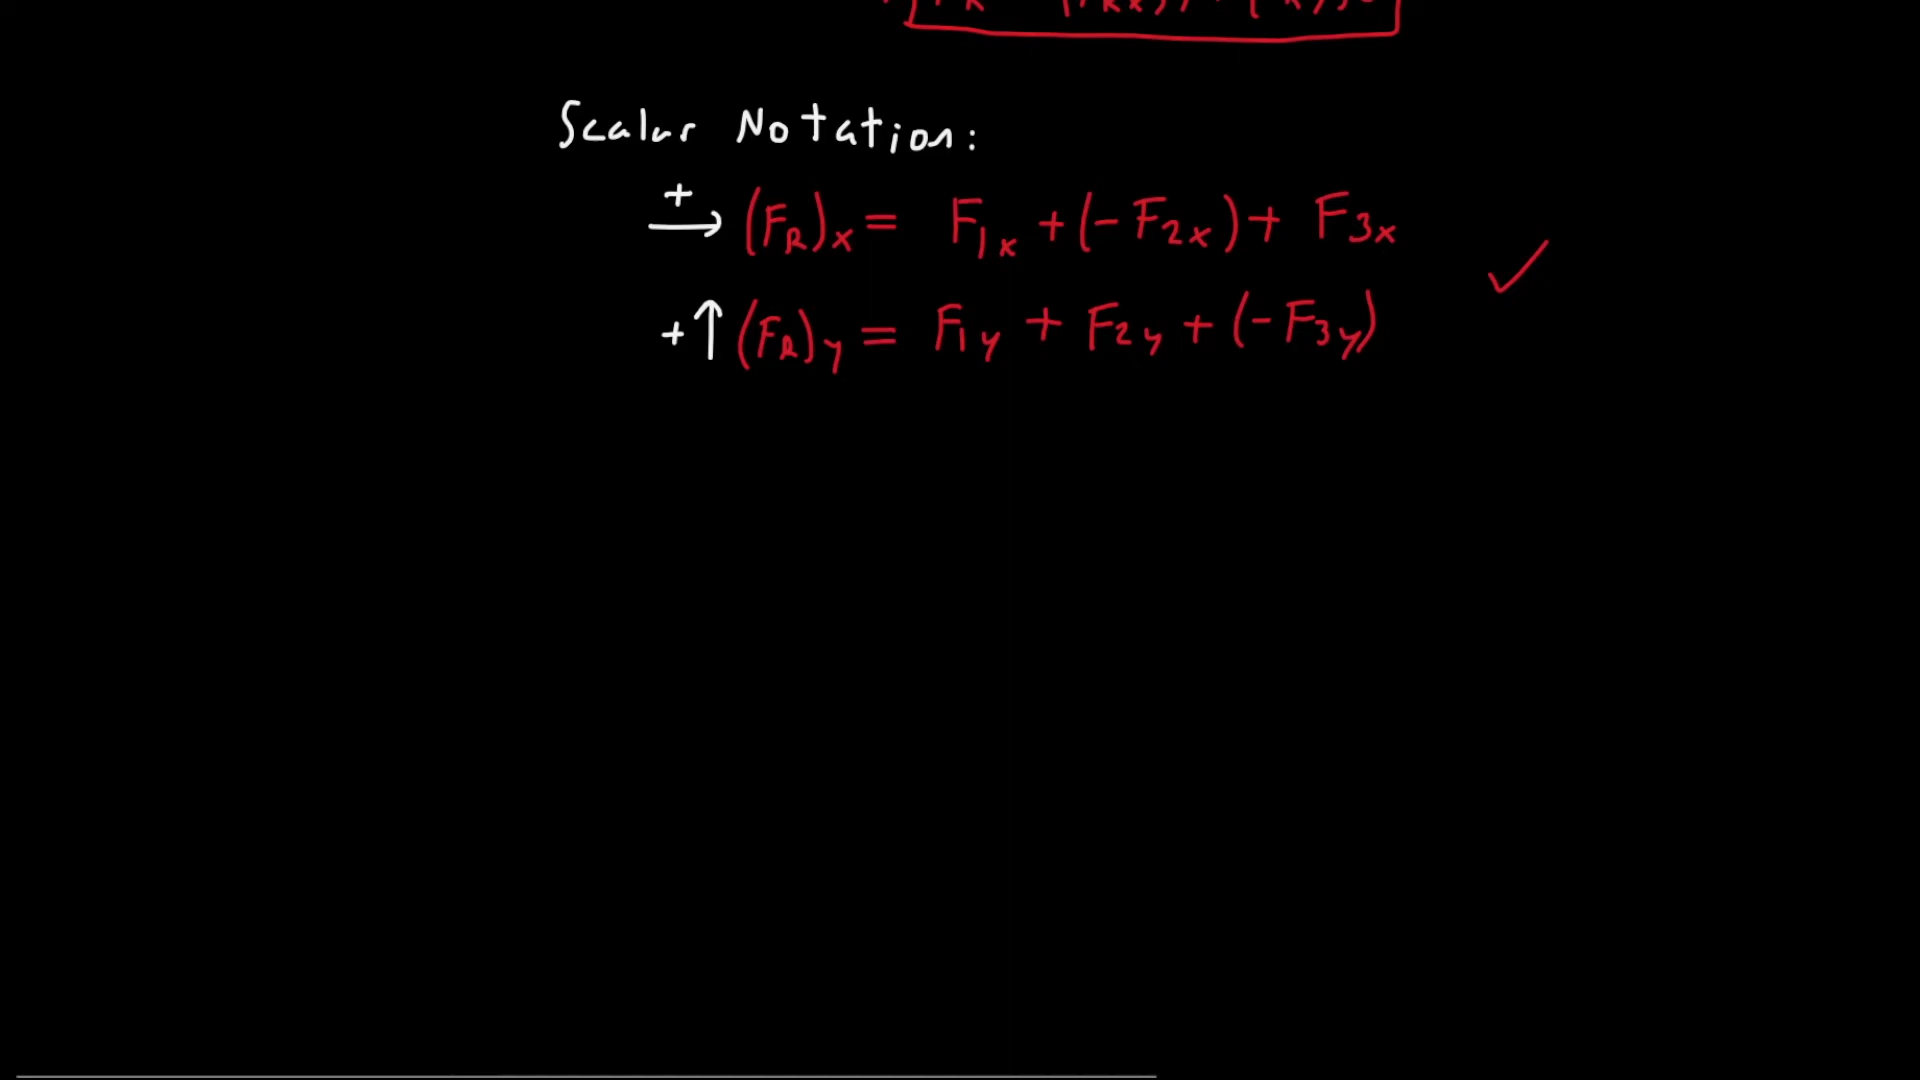 Scalar Notation:
+→ (F_R)_x = F_1x + (-F_2x) + F_3x ✓
+↑ (F_R)_y = F_1y + F_2y + (-F_3y)